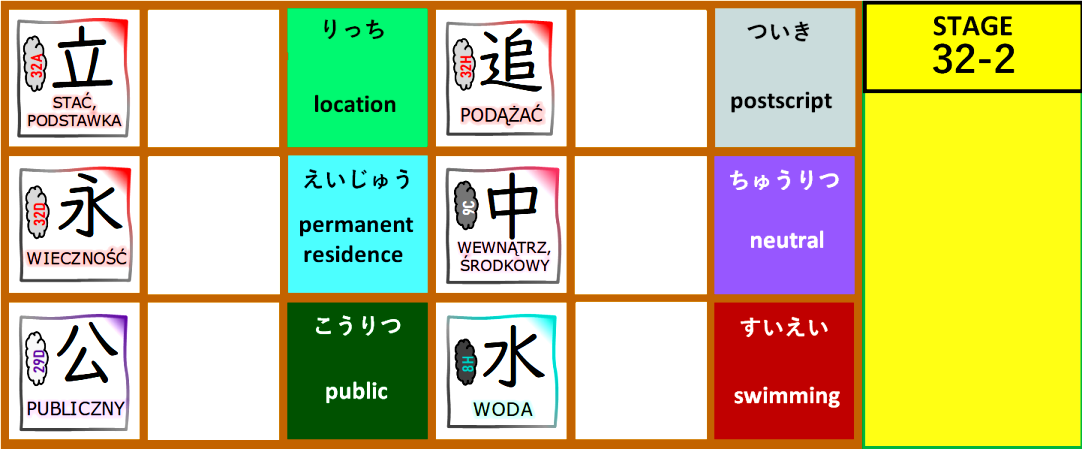 立
32A
STAĆ,
PODSTAWKA
りっち
location
追
32H
PODĄŻAĆ
ついき
postscript
STAGE
32-2
永
32D
WIECZNOŚĆ
えいじゅう
permanent
residence
中
9C
WEWNĄTRZ,
ŚRODKOWY
ちゅうりつ
neutral
公
29D
PUBLICZNY
こうりつ
public
水
8H
WODA
すいえい
swimming